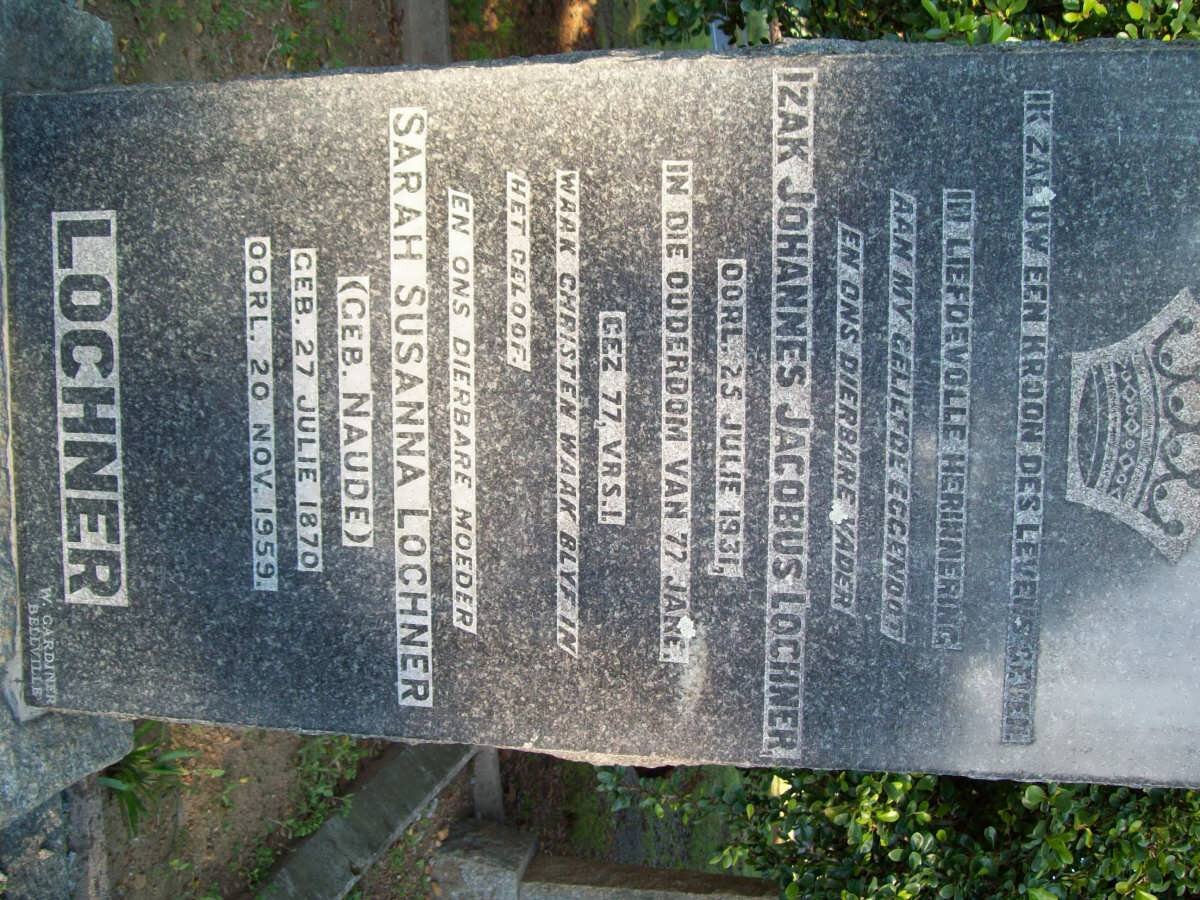 IK ZAL UW EEN KROON DES LEVENS GEVEN
IN LIEFDEVOLLE HERINNERING
AAN MY GELIEFDE EGGENOOT
EN ONS DIERBARE VADER
IZAK JOHANNES JACOBUS LOCHNER
OORL. 25 JULIE 1931,
IN DIE OUDERDOM VAN 77 JARE.
GEZ 77, VRS.1.
WAAK CHRISTEN WAAK BLYF IN
HET GELOOF.
EN ONS DIERBARE MOEDER
SARAH SUSANNA LOCHNER
(GEB. NAUDE)
GEB. 27 JULIE 1870
OORL. 20 NOV. 1959.
LOCHNER
W. GARDINER
BELLVILLE